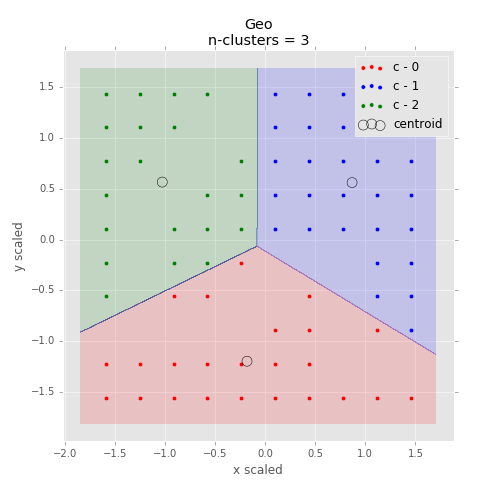 Geo
n-clusters = 3
c - 0
c - 1
c - 2
centroid
y scaled
1.5
1.0
0.5
0.0
−0.5
−1.0
−1.5
−2.0 −1.5 −1.0 −0.5 0.0 0.5 1.0 1.5
x scaled